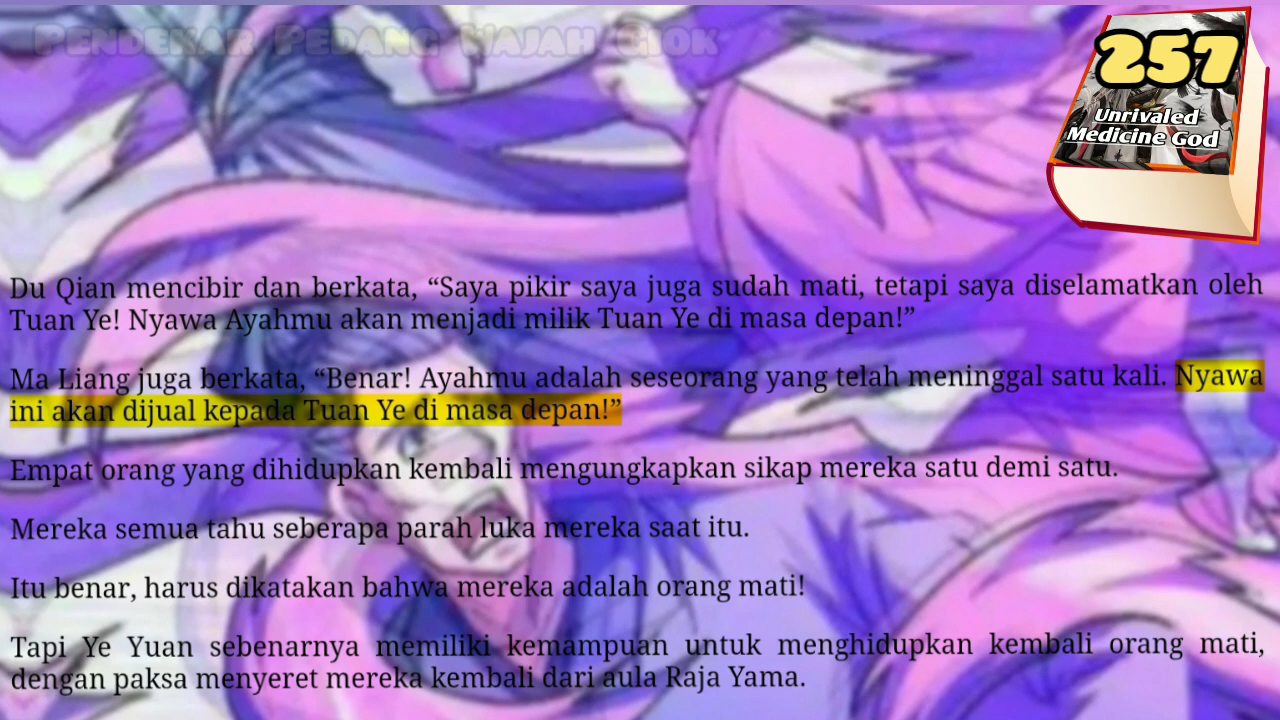 Pendekar Pedang Wajah Giok
257
Unrivaled
Medicine God
Du Qian mencibir dan berkata, “Saya pikir saya juga sudah mati, tetapi saya diselamatkan oleh
Tuan Ye! Nyawa Ayahmu akan menjadi milik Tuan Ye di masa depan!”
Ma Liang juga berkata, “Benar! Ayahmu adalah seseorang yang telah meninggal satu kali. Nyawa
ini akan dijual kepada Tuan Ye di masa depan!”
Empat orang yang dihidupkan kembali mengungkapkan sikap mereka satu demi satu.
Mereka semua tahu seberapa parah luka mereka saat itu.
Itu benar, harus dikatakan bahwa mereka adalah orang mati!
Tapi Ye Yuan sebenarnya memiliki kemampuan untuk menghidupkan kembali orang mati,
dengan paksa menyeret mereka kembali dari aula Raja Yama.